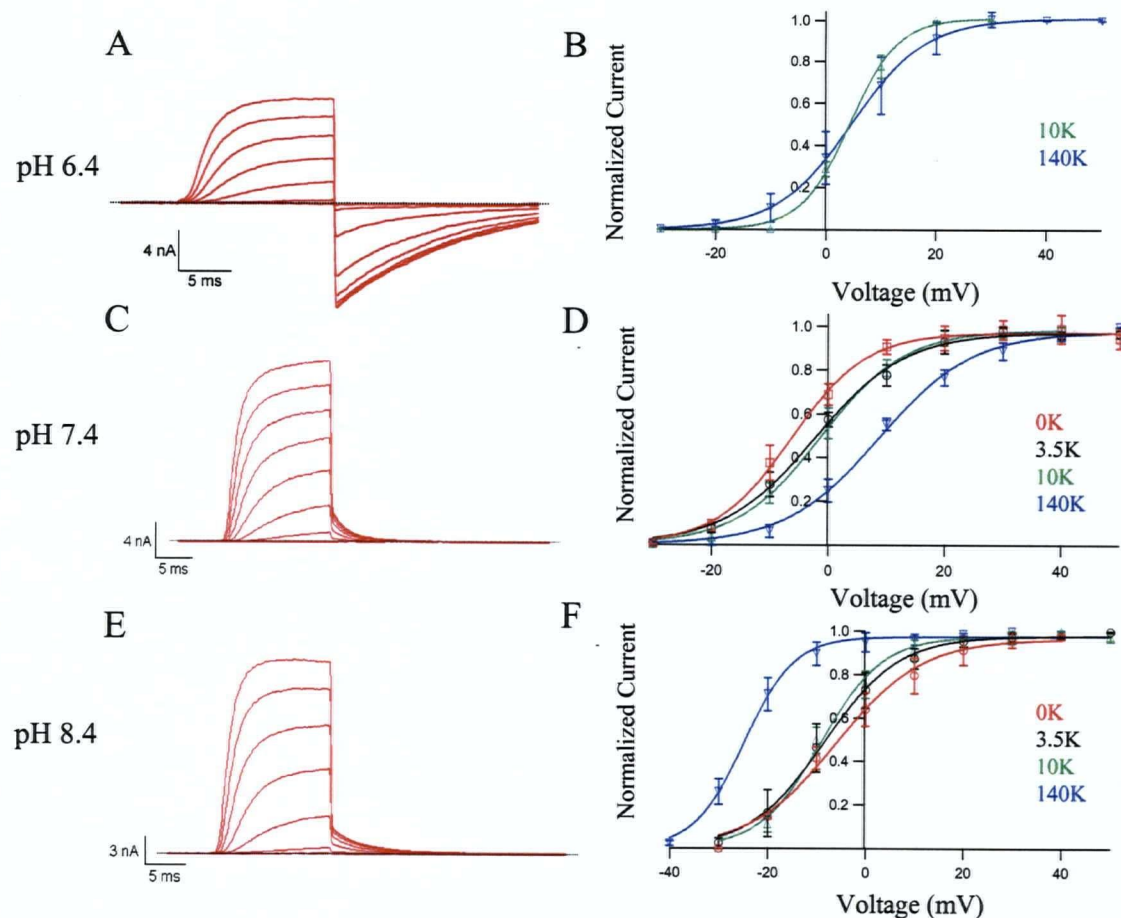 A
pH 6.4
4 nA
5 ms
B
Normalized Current
1.0
0.8
0.6
0.4
0.2
-20
0
20
40
Voltage (mV)
10K
140K
C
pH 7.4
4 nA
5 ms
D
Normalized Current
1.0
0.8
0.6
0.4
0.2
-20
0
20
40
Voltage (mV)
0K
3.5K
10K
140K
E
pH 8.4
3 nA
5 ms
F
Normalized Current
1.0
0.8
0.6
0.4
0.2
-40
-20
0
20
40
Voltage (mV)
0K
3.5K
10K
140K